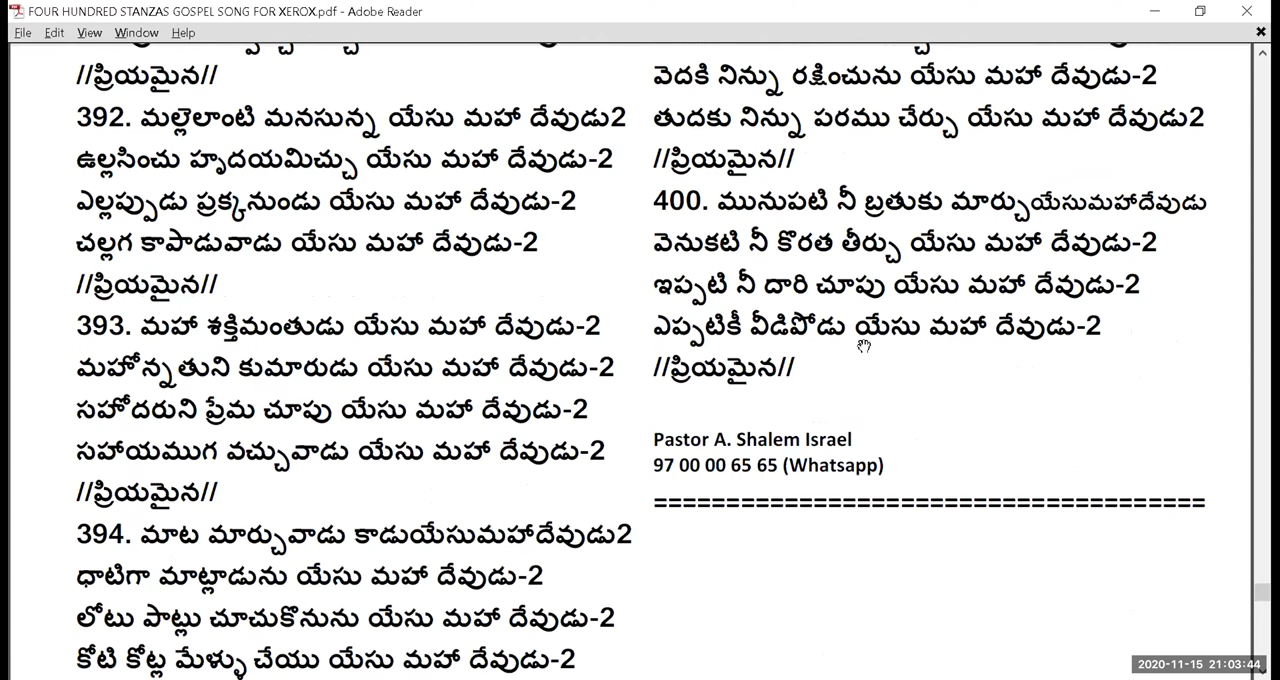 FOUR HUNDRED STANZAS GOSPEL SONG FOR XEROX.pdf - Adobe Reader
File Edit View Window Help
//ప్రియమైన//
392. మల్లెలాంటి మనసున్న యేసు మహా దేవుడు2
ఉల్లసించు హృదయమిచ్చు యేసు మహా దేవుడు-2
ఎల్లప్పుడు ప్రక్కనుండు యేసు మహా దేవుడు-2
చల్లగ కాపాడువాడు యేసు మహా దేవుడు-2
//ప్రియమైన//
393. మహా శక్తిమంతుడు యేసు మహా దేవుడు-2
మహోన్నతుని కుమారుడు యేసు మహా దేవుడు-2
సహోదరుని ప్రేమ చూపు యేసు మహా దేవుడు-2
సహాయముగ వచ్చువాడు యేసు మహా దేవుడు-2
//ప్రియమైన//
394. మాట మార్చువాడు కాడుయేసుమహాదేవుడు2
ధాటిగా మాట్లాడును యేసు మహా దేవుడు-2
లోటు పాట్లు చూచుకొనును యేసు మహా దేవుడు-2
కోటి కోట్ల మేళ్ళు చేయు యేసు మహా దేవుడు-2
వెదకి నిన్ను రక్షించును యేసు మహా దేవుడు-2
తుదకు నిన్ను పరము చేర్చు యేసు మహా దేవుడు2
//ప్రియమైన//
400. మునుపటి నీ బ్రతుకు మార్చుయేసుమహాదేవుడు
వెనుకటి నీ కొరత తీర్చు యేసు మహా దేవుడు-2
ఇప్పటి నీ దారి చూపు యేసు మహా దేవుడు-2
ఎప్పటికీ వీడిపోడు యేసు మహా దేవుడు-2
//ప్రియమైన//
Pastor A. Shalem Israel
97 00 00 65 65 (Whatsapp)
=====================================
2020-11-15 21:03:44